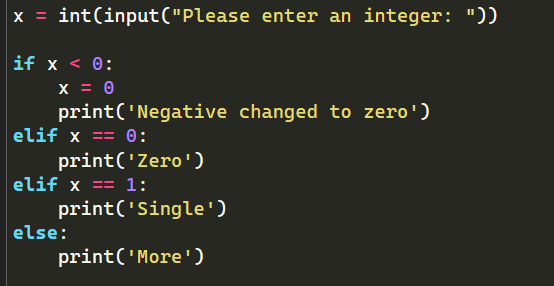 x = int(input("Please enter an integer: "))
if x < 0:
    x = 0
    print('Negative changed to zero')
elif x == 0:
    print('Zero')
elif x == 1:
    print('Single')
else:
    print('More')